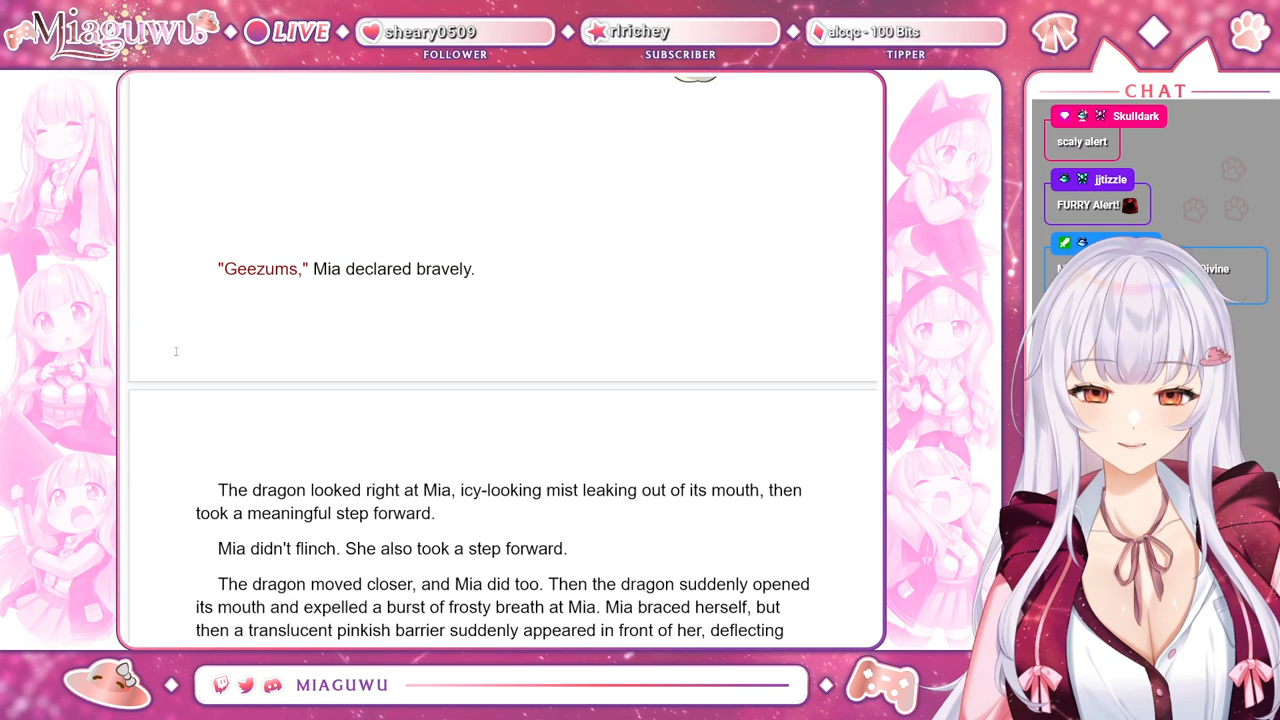 Miaguwu
LIVE
sheary0509
FOLLOWER
rlrichey
SUBSCRIBER
alcqc - 100 Bits
TIPPER
CHAT
Skulldark
scaly alert
jjtizzle
FURRY Alert!
Divine
"Geezums," Mia declared bravely.
The dragon looked right at Mia, icy-looking mist leaking out of its mouth, then
took a meaningful step forward.
Mia didn't flinch. She also took a step forward.
The dragon moved closer, and Mia did too. Then the dragon suddenly opened
its mouth and expelled a burst of frosty breath at Mia. Mia braced herself, but
then a translucent pinkish barrier suddenly appeared in front of her, deflecting
MIAGUWU